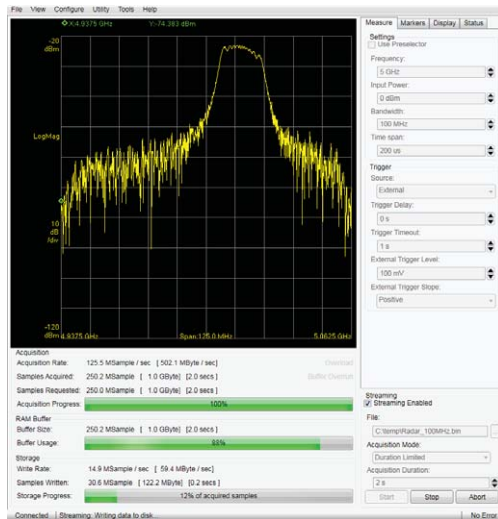 File View Configure Utility Tools Help
X:4.9375 GHz Y:-74.383 dBm
-20
dBm
LogMag
10
dB
/div
-120
dBm 4.9375 GHz Span:125.0 MHz 5.0625 GHz
Measure Markers Display Status
Settings
Use Preselector
Frequency:
5 GHz
Input Power:
0 dBm
Bandwidth:
100 MHz
Time span:
200 us
Trigger
Source:
External
Trigger Delay:
0 s
Trigger Timeout:
1 s
External Trigger Level:
100 mV
External Trigger Slope:
Positive
Acquisition
Acquisition Rate: 125.5 MSample / sec [ 502.1 MByte / sec] Overload
Samples Acquired: 250.2 MSample [ 1.0 GByte] [2.0 secs ] Buffer Overrun
Samples Requested: 250.0 MSample [ 1.0 GByte] [2.0 secs ]
Acquisition Progress: 100%
RAM Buffer
Buffer Size: 250.2 MSample [ 1.0 GByte] [2.0 secs ]
Buffer Usage: 88%
Storage
Write Rate: 14.9 MSample / sec [ 59.4 MByte / sec]
Samples Written: 30.6 MSample [ 122.2 MByte] [0.2 secs ]
Storage Progress: 12% of acquired samples
Streaming
Streaming Enabled
File:
C:\temp\Radar_100MHz.bin
Acquisition Mode:
Duration Limited
Acquisition Duration:
2 s
Start Stop Abort
Connected Streaming: Writing data to disk... No Error